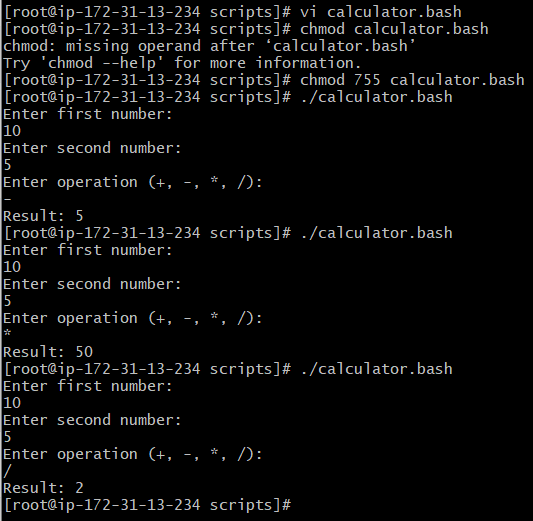 [root@ip-172-31-13-234 scripts]# vi calculator.bash
[root@ip-172-31-13-234 scripts]# chmod calculator.bash
chmod: missing operand after ‘calculator.bash’
Try 'chmod --help' for more information.
[root@ip-172-31-13-234 scripts]# chmod 755 calculator.bash
[root@ip-172-31-13-234 scripts]# ./calculator.bash
Enter first number:
10
Enter second number:
5
Enter operation (+, -, *, /):
-
Result: 5
[root@ip-172-31-13-234 scripts]# ./calculator.bash
Enter first number:
10
Enter second number:
5
Enter operation (+, -, *, /):
*
Result: 50
[root@ip-172-31-13-234 scripts]# ./calculator.bash
Enter first number:
10
Enter second number:
5
Enter operation (+, -, *, /):
/
Result: 2
[root@ip-172-31-13-234 scripts]#